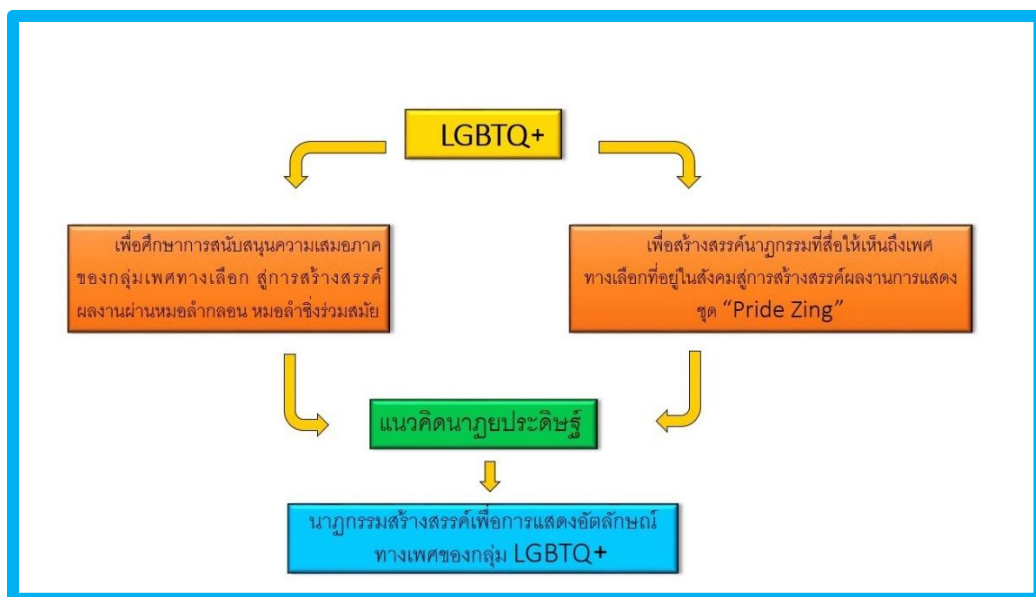 LGBTQ+
เพื่อศึกษาการสนับสนุนความเสมอภาค
ของกลุ่มเพศทางเลือก สู่การสร้างสรรค์
ผลงานผ่านหมอลำกลอน หมอลำซิ่งร่วมสมัย
เพื่อสร้างสรรค์นาฏกรรมที่สื่อให้เห็นถึงเพศ
ทางเลือกที่อยู่ในสังคมสู่การสร้างสรรค์ผลงานการแสดง
ชุด “Pride Zing”
แนวคิดนาฏยประดิษฐ์
นาฏกรรมสร้างสรรค์เพื่อการแสดงอัตลักษณ์
ทางเพศของกลุ่ม LGBTQ+